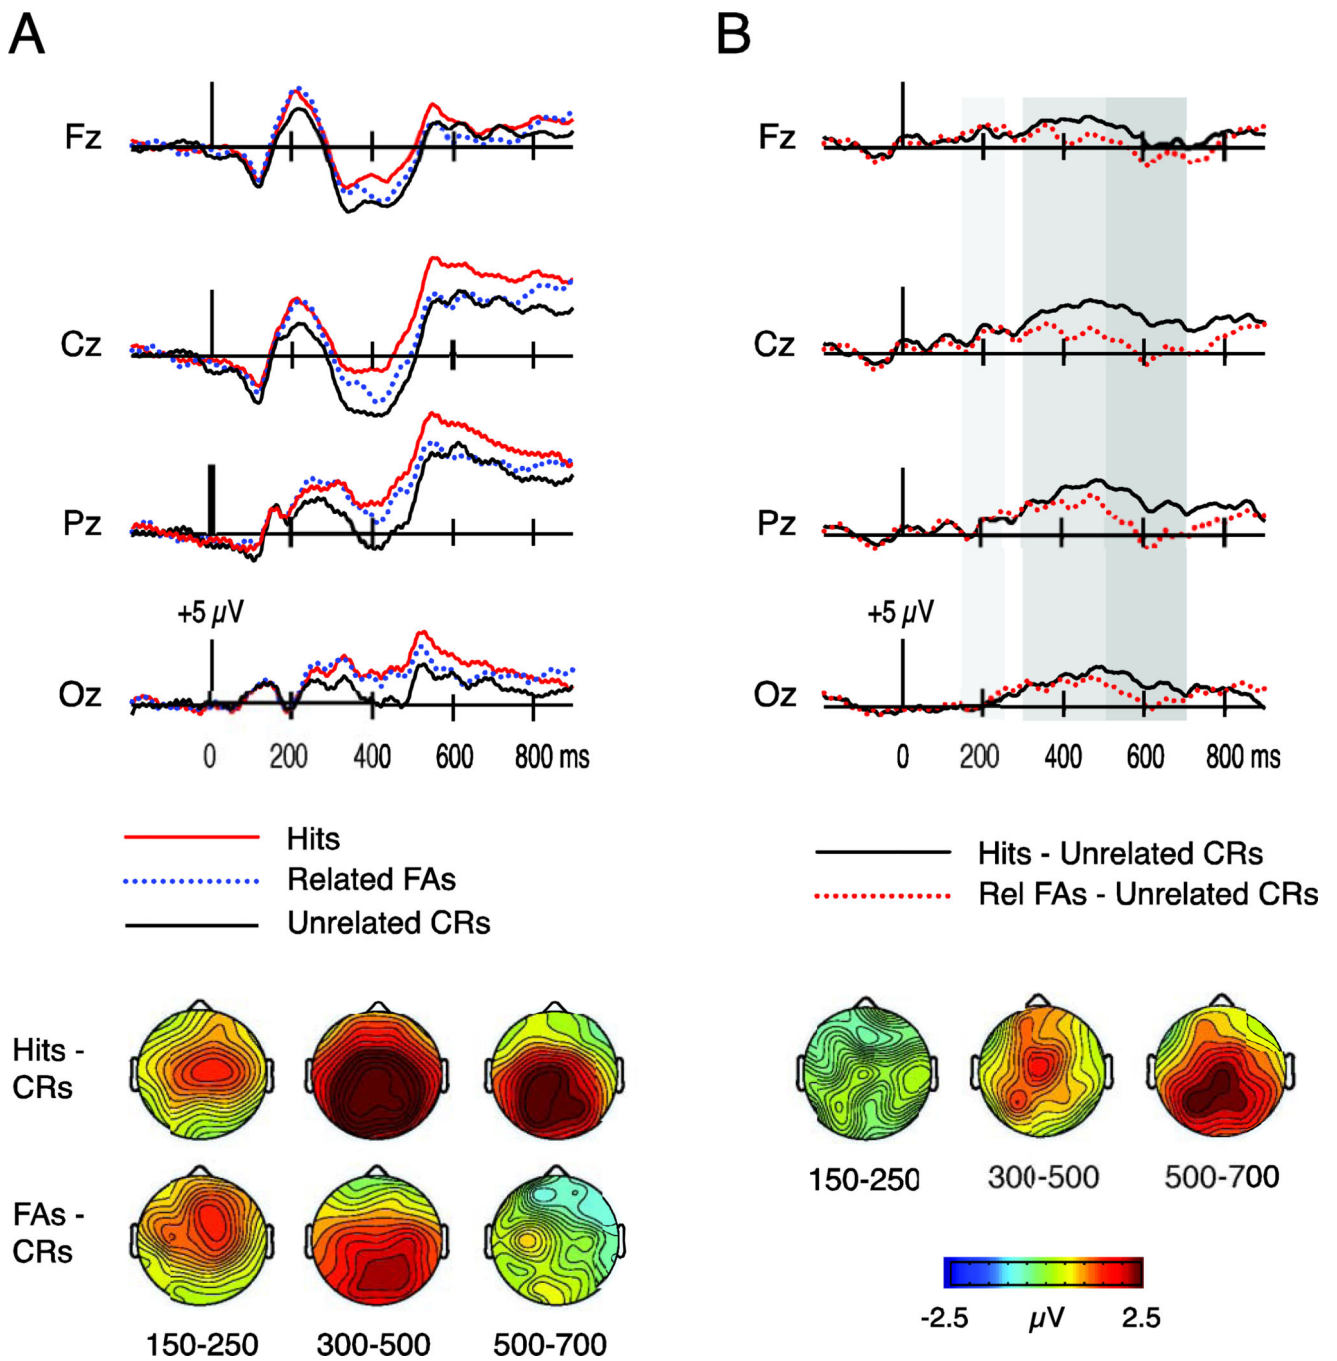 A
Fz
Cz
Pz
+5 µV
Oz
0 200 400 600 800 ms
Hits
Related FAs
Unrelated CRs
Hits -
CRs
FAs -
CRs
150-250 300-500 500-700
B
Fz
Cz
Pz
+5 µV
Oz
0 200 400 600 800 ms
Hits - Unrelated CRs
Rel FAs - Unrelated CRs
150-250 300-500 500-700
-2.5 µV 2.5